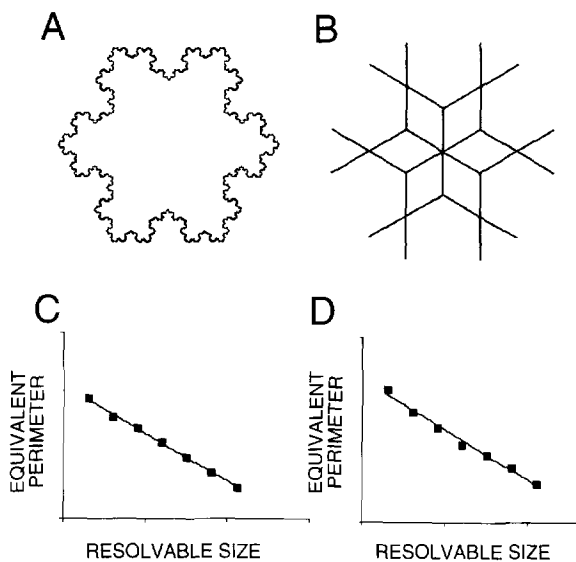 A
B
C
D
EQUIVALENT
PERIMETER
RESOLVABLE SIZE
EQUIVALENT
PERIMETER
RESOLVABLE SIZE